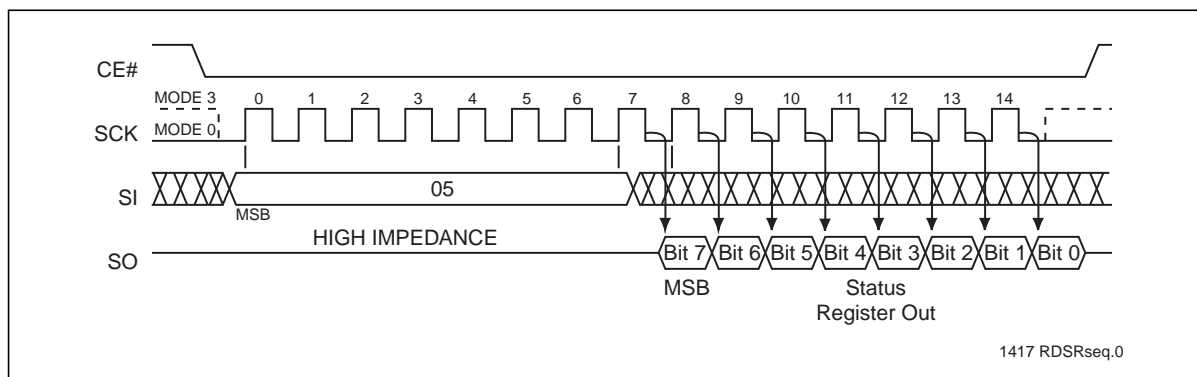 CE#
MODE 3
0 1 2 3 4 5 6 7 8 9 10 11 12 13 14
SCK
MODE 0
SI
05
MSB
HIGH IMPEDANCE
SO
Bit 7 Bit 6 Bit 5 Bit 4 Bit 3 Bit 2 Bit 1 Bit 0
MSB
Status
Register Out
1417 RDSRseq.0